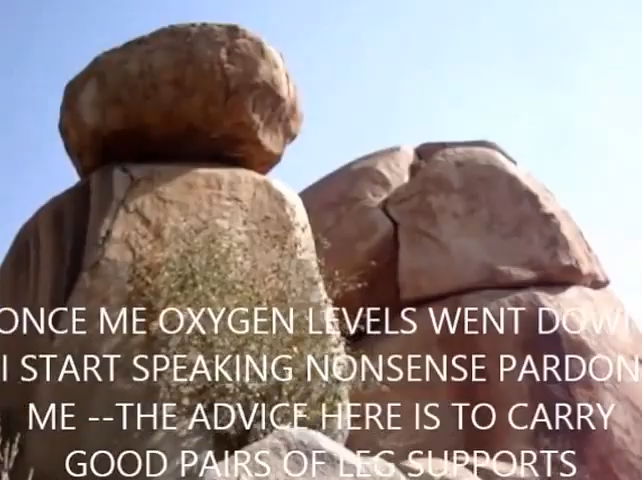 ONCE ME OXYGEN LEVELS WENT DOWN
I START SPEAKING NONSENSE PARDON
ME --THE ADVICE HERE IS TO CARRY
GOOD PAIRS OF LEG SUPPORTS